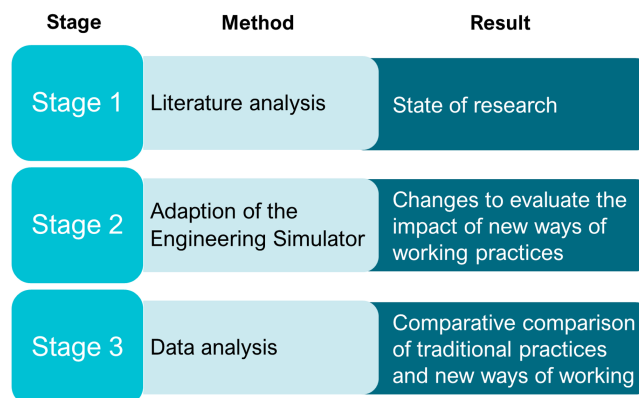 Stage Method Result
Stage 1 Literature analysis State of research
Stage 2
Adaption of the
Engineering Simulator
Changes to evaluate the
impact of new ways of
working practices
Stage 3 Data analysis
Comparative comparison
of traditional practices
and new ways of working